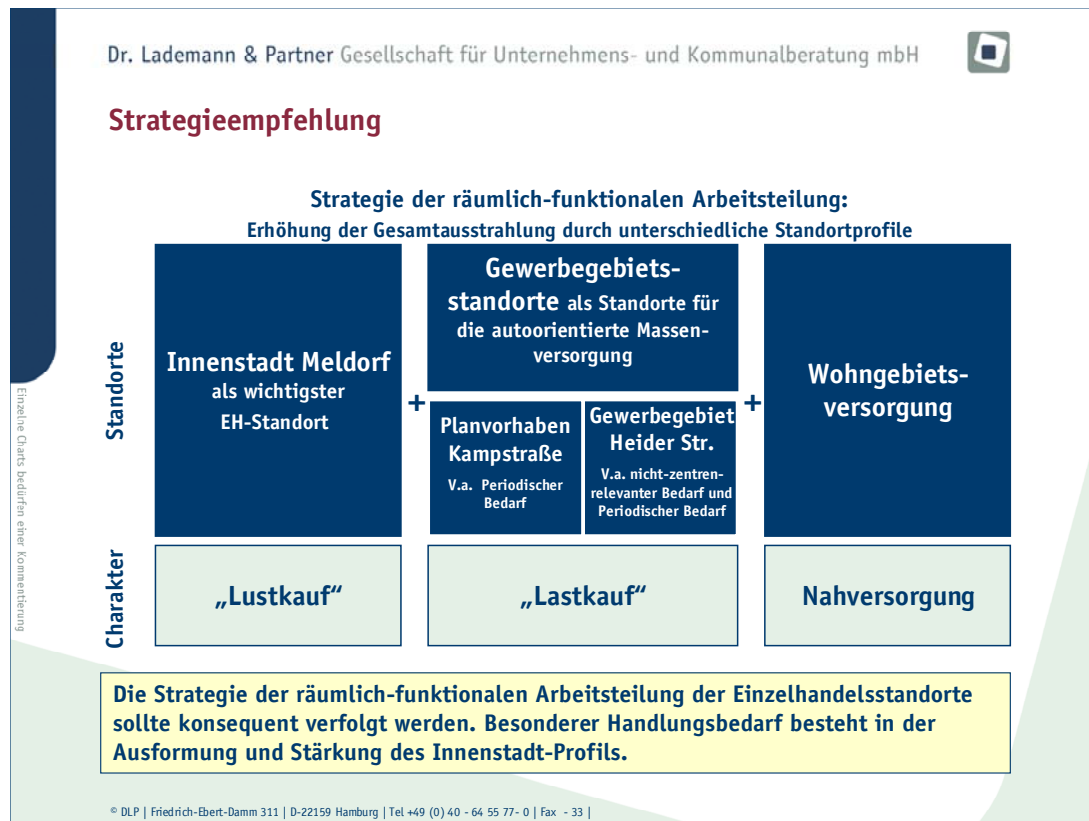 Dr. Lademann & Partner Gesellschaft für Unternehmens- und Kommunalberatung mbH
Strategieempfehlung
Strategie der räumlich-funktionalen Arbeitsteilung:
Erhöhung der Gesamtausstrahlung durch unterschiedliche Standortprofile
Standorte
Innenstadt Meldorf
als wichtigster
EH-Standort
+
Gewerbegebiets-
standorte als Standorte für
die autoorientierte Massen-
versorgung
Planvorhaben
Kampstraße
V.a. Periodischer
Bedarf
Gewerbegebiet
Heider Str.
V.a. nicht-zentren-
relevanter Bedarf und
Periodischer Bedarf
+
Wohngebiets-
versorgung
Charakter
„Lustkauf“
„Lastkauf“
Nahversorgung
Die Strategie der räumlich-funktionalen Arbeitsteilung der Einzelhandelsstandorte
sollte konsequent verfolgt werden. Besonderer Handlungsbedarf besteht in der
Ausformung und Stärkung des Innenstadt-Profils.
Einzelne Charts bedürfen einer Kommentierung
© DLP | Friedrich-Ebert-Damm 311 | D-22159 Hamburg | Tel +49 (0) 40 - 64 55 77- 0 | Fax - 33 |